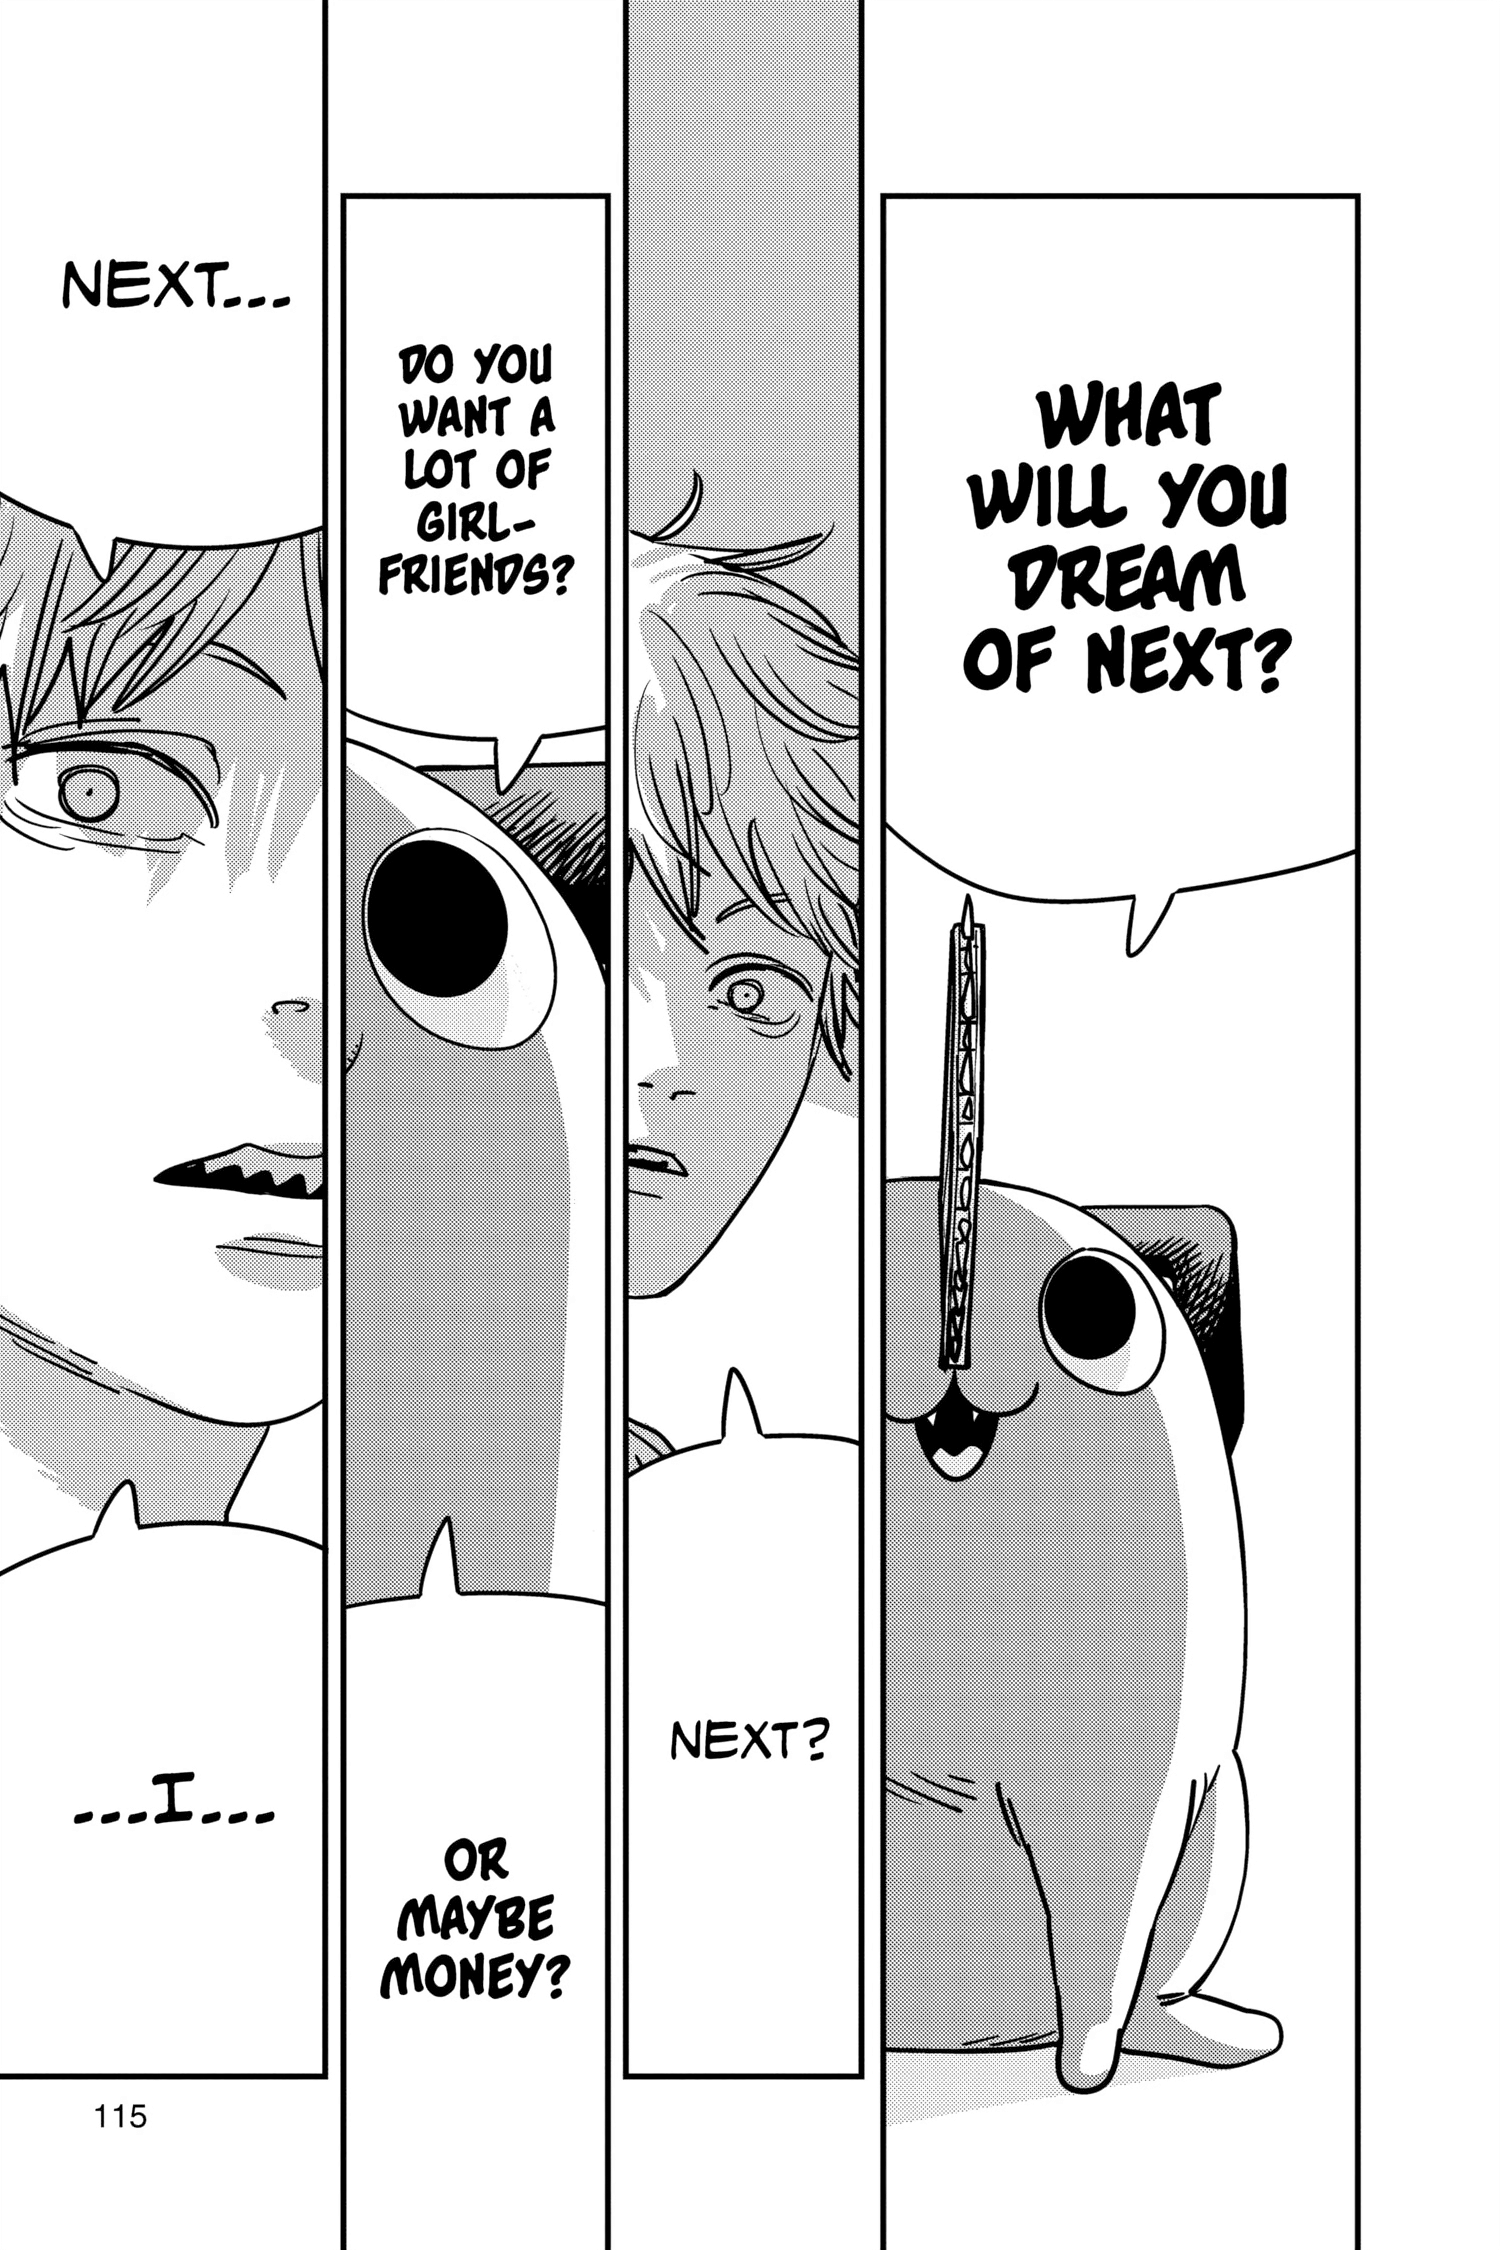 WHAT
WILL YOU
DREAM
OF NEXT?
NEXT?
DO YOU
WANT A
LOT OF
GIRL-
FRIENDS?
OR
MAYBE
MONEY?
NEXT...
...I...
115